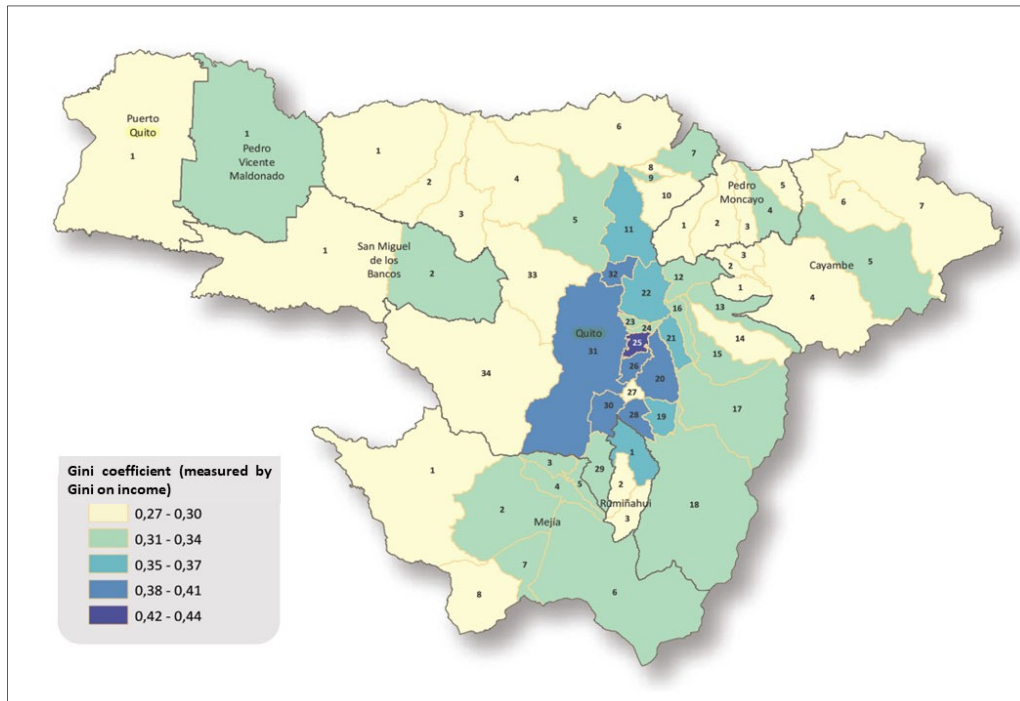 6
7
Puerto
Quito
1
1
Pedro
Vicente
Maldonado
1
2
3
4
5
8
9
10
11
Pedro
Moncayo
1
2
3
4
5
6
7
1
San Miguel
de los
Bancos
2
33
32
22
12
3
2
1
Cayambe
4
5
13
16
14
15
23
24
25
21
Quito
31
26
20
27
34
30
28
19
17
18
1
2
3
4
5
29
1
2
Rumiñahui
3
Mejía
7
6
8
Gini coefficient (measured by
Gini on income)
0,27 - 0,30
0,31 - 0,34
0,35 - 0,37
0,38 - 0,41
0,42 - 0,44